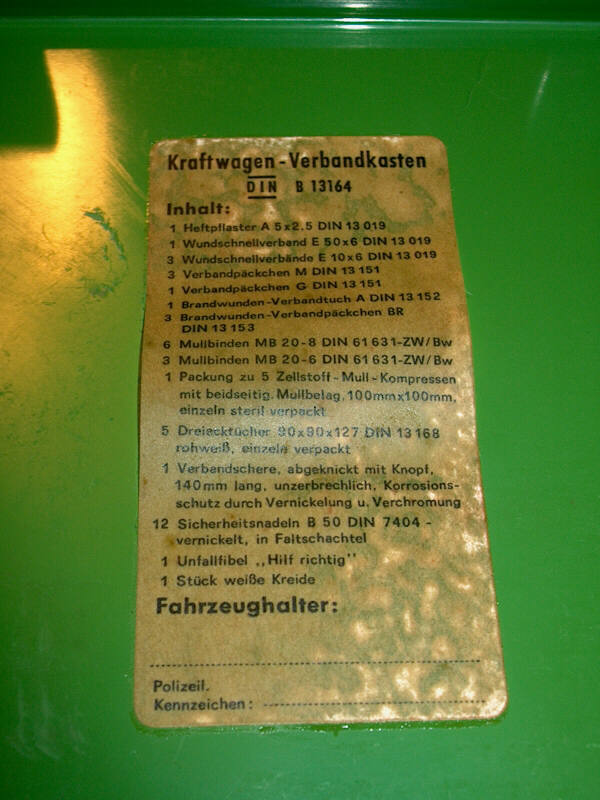 Kraftwagen-Verbandkasten
DIN B 13164
Inhalt:
1 Heftpflaster A 5x2.5 DIN 13 019
1 Wundschnellverband E 50x6 DIN 13 019
3 Wundschnellverbände E 10x6 DIN 13 019
3 Verbandpäckchen M DIN 13 151
1 Verbandpäckchen G DIN 13 151
1 Brandwunden-Verbandtuch A DIN 13 152
3 Brandwunden-Verbandpäckchen BR
DIN 13 153
6 Mullbinden MB 20-8 DIN 61 631-ZW/Bw
3 Mullbinden MB 20-6 DIN 61 631-ZW/Bw
1 Packung zu 5 Zellstoff-Mull-Kompressen
mit beidseitig. Mullbelag, 100mmx100mm,
einzeln steril verpackt
5 Dreiecktücher 90x90x127 DIN 13 168
rohweiß, einzeln verpackt
1 Verbandschere, abgeknickt mit Knopf,
140mm lang, unzerbrechlich, Korrosions-
schutz durch Vernickelung u. Verchromung
12 Sicherheitsnadeln B 50 DIN 7404 -
vernickelt, in Faltschachtel
1 Unfallfibel „Hilf richtig"
1 Stück weiße Kreide
Fahrzeughalter:
Polizeil.
Kennzeichen: